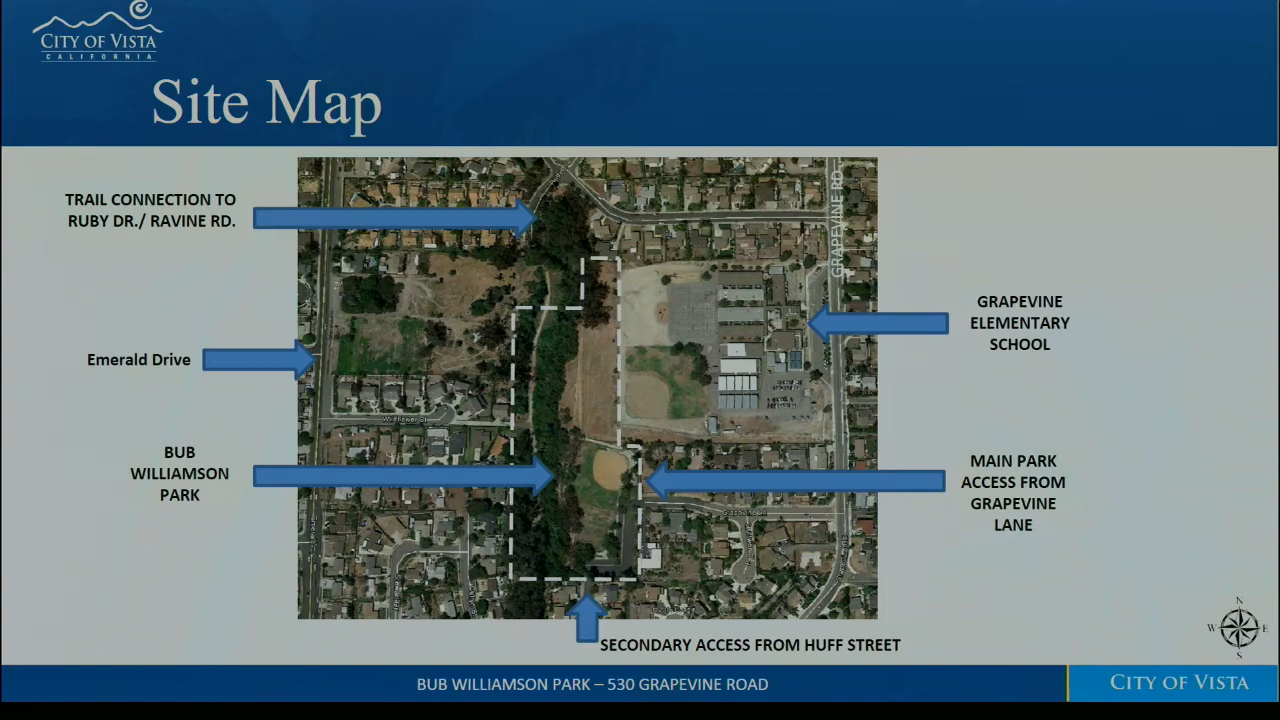 CITY OF VISTA
CALIFORNIA
Site Map
TRAIL CONNECTION TO
RUBY DR./ RAVINE RD.
GRAPEVINE RD
GRAPEVINE
ELEMENTARY
SCHOOL
Emerald Drive
BUB
WILLIAMSON
PARK
MAIN PARK
ACCESS FROM
GRAPEVINE
LANE
SECONDARY ACCESS FROM HUFF STREET
N
W
E
S
BUB WILLIAMSON PARK – 530 GRAPEVINE ROAD
CITY OF VISTA